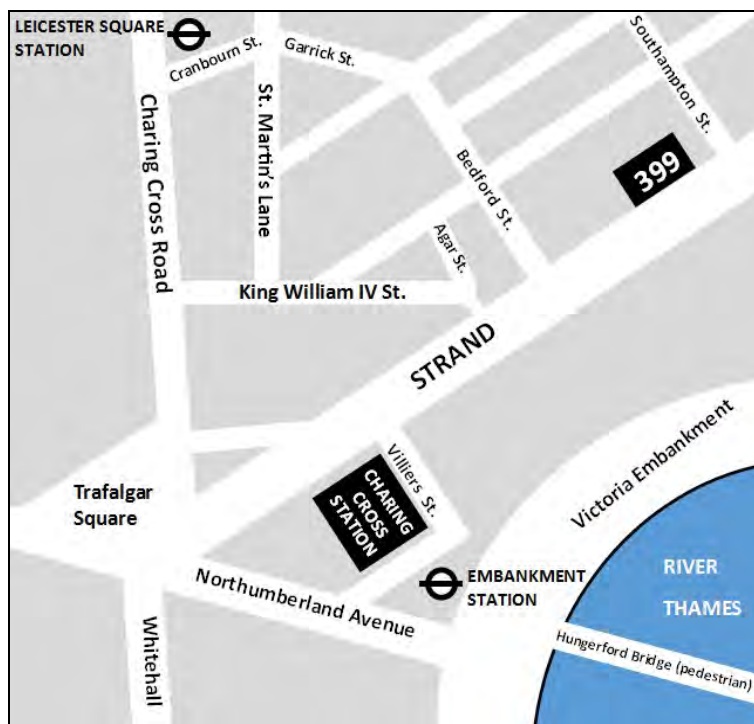 LEICESTER SQUARE
STATION
Cranbourn St.
Garrick St.
Southampton St.
Charing Cross Road
St. Martin's Lane
Bedford St.
399
Agar St.
King William IV St.
STRAND
Villiers St.
CHARING
CROSS
STATION
Victoria Embankment
Trafalgar
Square
EMBANKMENT
STATION
RIVER
THAMES
Northumberland Avenue
Whitehall
Hungerford Bridge (pedestrian)